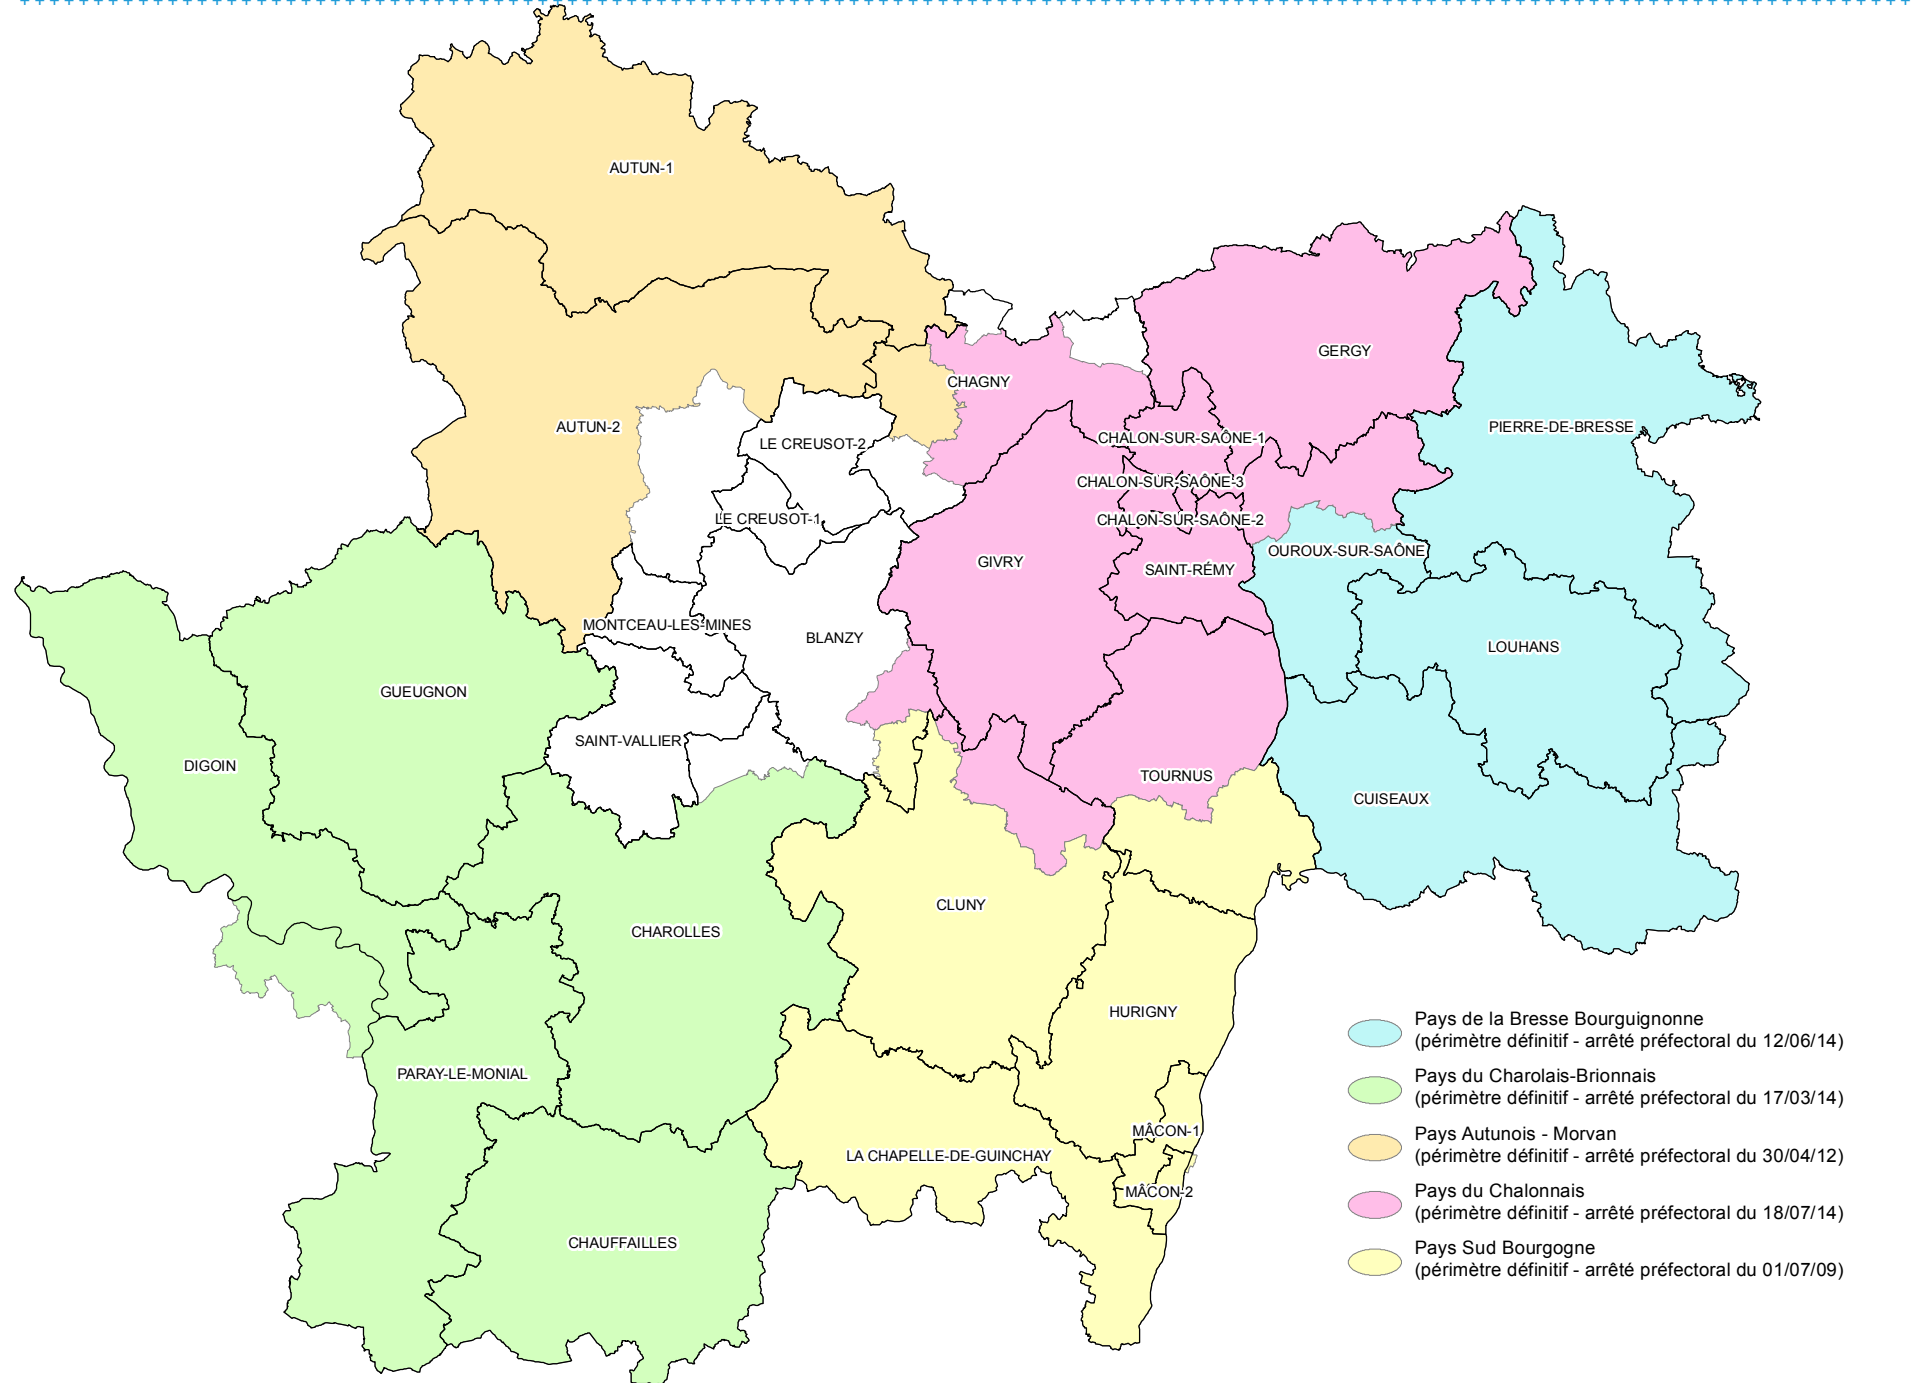 AUTUN-1
GERGY
CHAGNY
AUTUN-2
PIERRE-DE-BRESSE
CHALON-SUR-SAÔNE-1
LE CREUSOT-2
CHALON-SUR-SAÔNE-3
LE CREUSOT-1
CHALON-SUR-SAÔNE-2
OUROUX-SUR-SAÔNE
GIVRY
SAINT-RÉMY
MONTCEAU-LES-MINES
BLANZY
LOUHANS
GUEUGNON
SAINT-VALLIER
DIGOIN
TOURNUS
CUISEAUX
CLUNY
CHAROLLES
HURIGNY
PARAY-LE-MONIAL
MÂCON-1
LA CHAPELLE-DE-GUINCHAY
MÂCON-2
CHAUFFAILLES
Pays de la Bresse Bourguignonne
(périmètre définitif - arrêté préfectoral du 12/06/14)
Pays du Charolais-Brionnais
(périmètre définitif - arrêté préfectoral du 17/03/14)
Pays Autunois - Morvan
(périmètre définitif - arrêté préfectoral du 30/04/12)
Pays du Chalonnais
(périmètre définitif - arrêté préfectoral du 18/07/14)
Pays Sud Bourgogne
(périmètre définitif - arrêté préfectoral du 01/07/09)